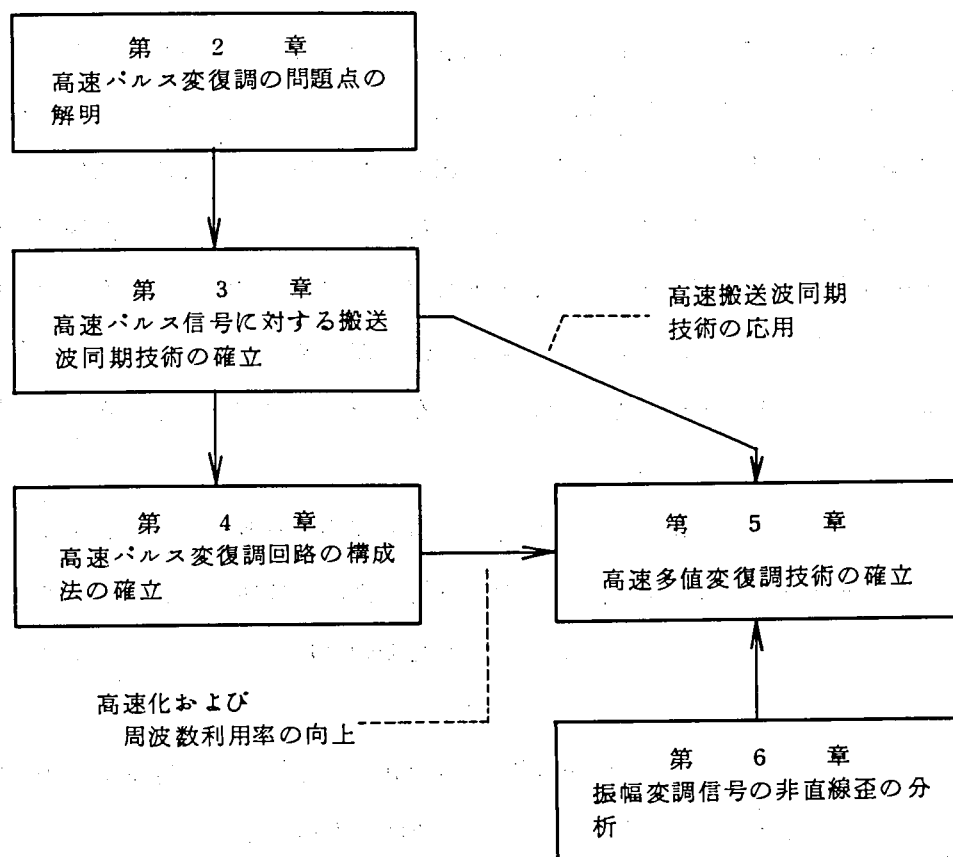 第 2 章
高速パルス変復調の問題点の
解明
第 3 章
高速パルス信号に対する搬送
波同期技術の確立
高速搬送波同期
技術の応用
第 4 章
高速パルス変復調回路の構成
法の確立
第 5 章
高速多値変復調技術の確立
高速化および
周波数利用率の向上
第 6 章
振幅変調信号の非直線歪の分
析